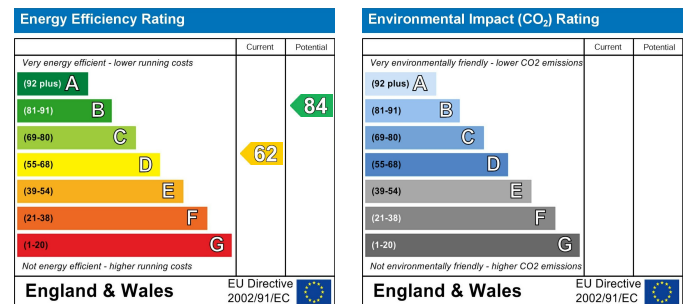 Energy Efficiency Rating
Current Potential
Very energy efficient - lower running costs
(92 plus) A
(81-91) B
84
(69-80) C
(55-68) D
62
(39-54) E
(21-38) F
(1-20) G
Not energy efficient - higher running costs
England & Wales
EU Directive
2002/91/EC
Environmental Impact (CO2) Rating
Current Potential
Very environmentally friendly - lower CO2 emissions
(92 plus) A
(81-91) B
(69-80) C
(55-68) D
(39-54) E
(21-38) F
(1-20) G
Not environmentally friendly - higher CO2 emissions
England & Wales
EU Directive
2002/91/EC